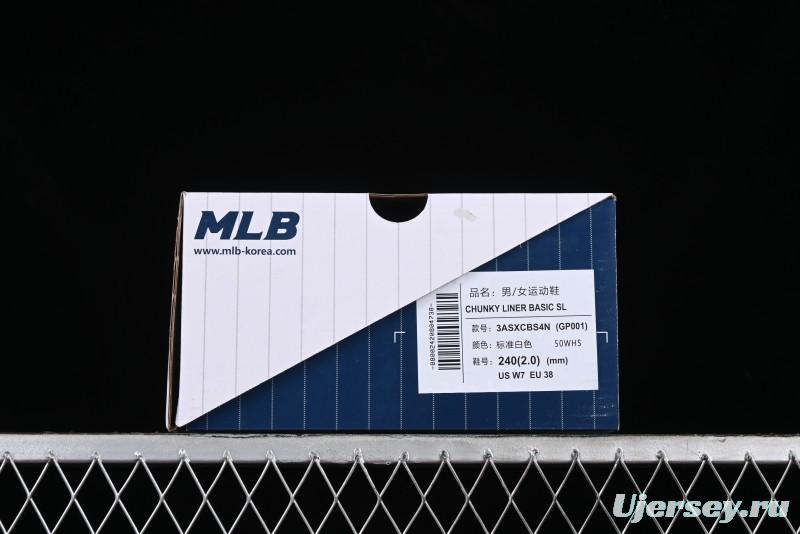 MLB
www.mlb-korea.com
品名：男/女运动鞋
CHUNKY LINER BASIC SL
款号：3ASXCBS4N (GP001)
颜色：标准白色 50WHS
鞋号：240(2.0) (mm)
US W7 EU 38
Ujersey.ru